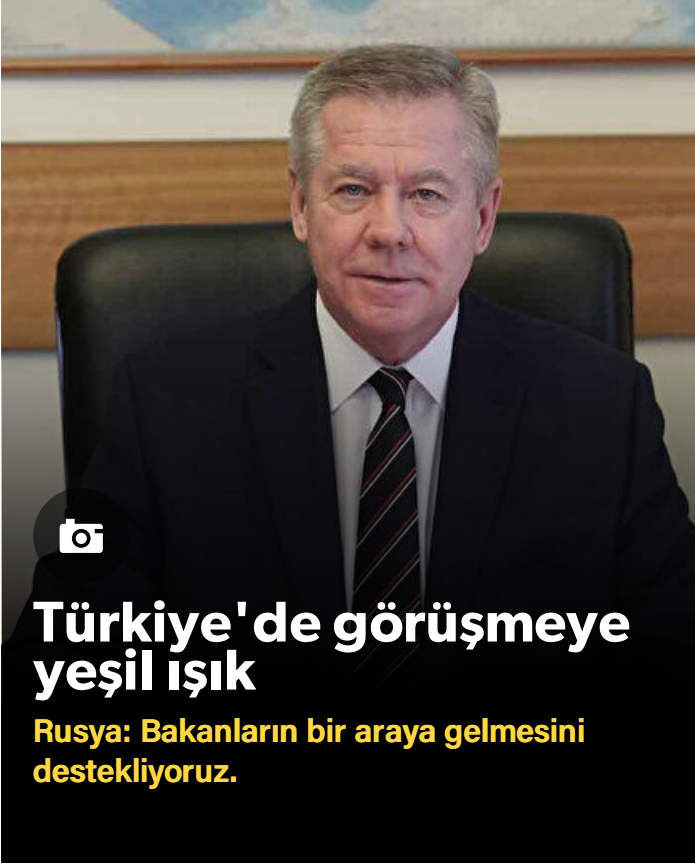 Türkiye'de görüşmeye
yeşil ışık
Rusya: Bakanların bir araya gelmesini
destekliyoruz.